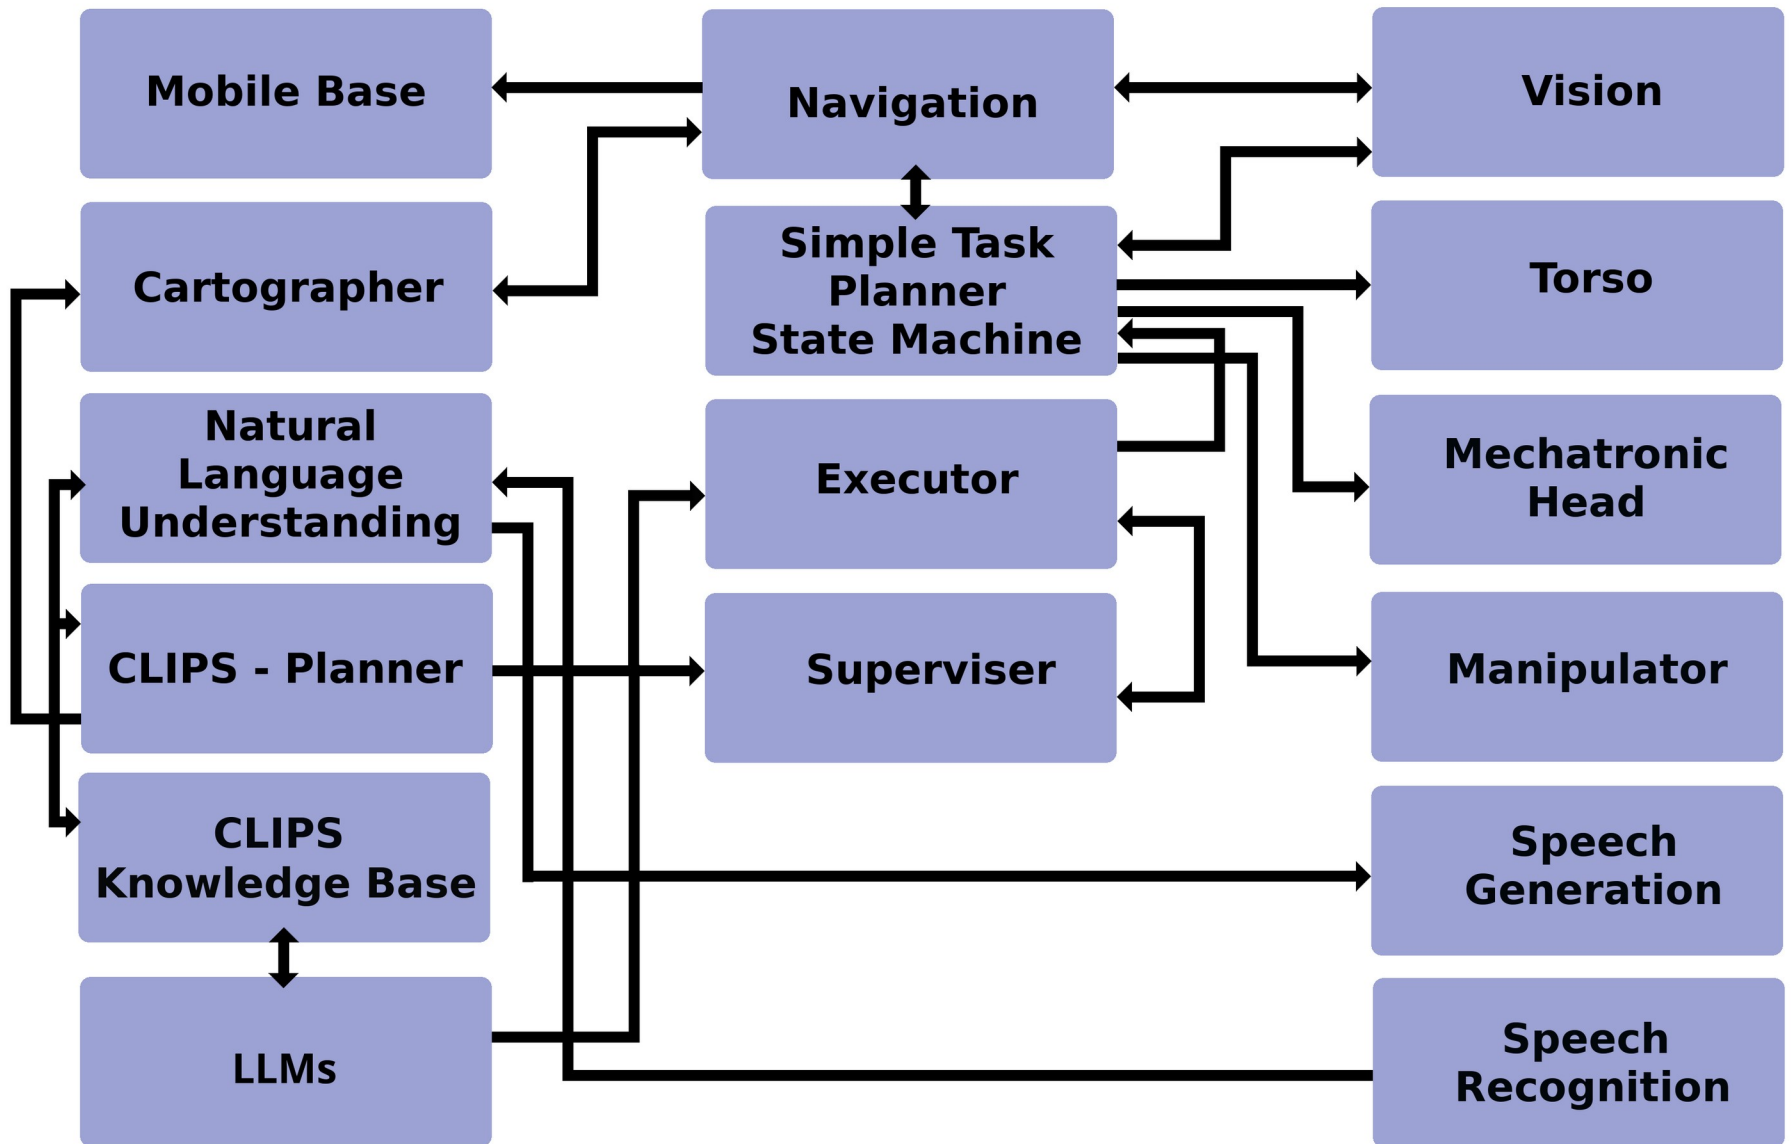 Mobile Base
Navigation
Vision
Cartographer
Simple Task
Planner
State Machine
Torso
Natural
Language
Understanding
Executor
Mechatronic
Head
CLIPS - Planner
Superviser
Manipulator
CLIPS
Knowledge Base
Speech
Generation
LLMs
Speech
Recognition